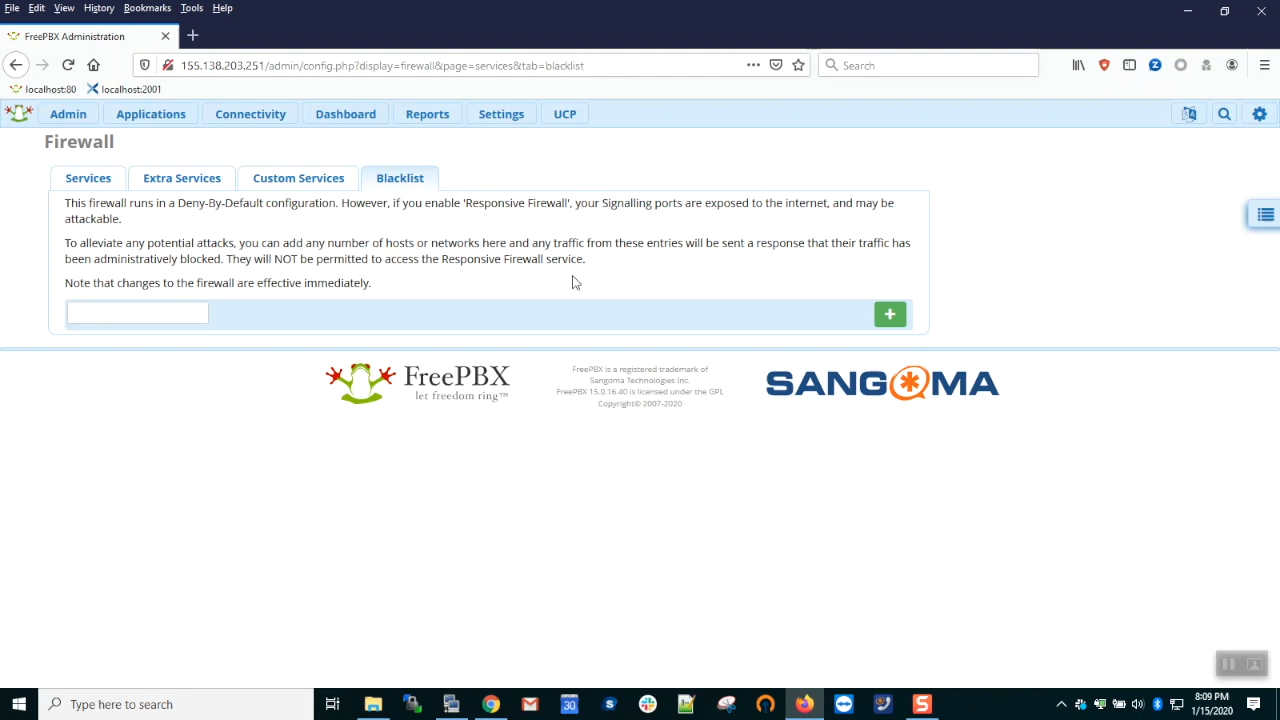 File Edit View History Bookmarks Tools Help
FreePBX Administration
155.138.203.251/admin/config.php?display=firewall&page=services&tab=blacklist
Search
localhost:80 localhost:2001
Admin Applications Connectivity Dashboard Reports Settings UCP
Firewall
Services Extra Services Custom Services Blacklist
This firewall runs in a Deny-By-Default configuration. However, if you enable 'Responsive Firewall', your Signalling ports are exposed to the internet, and may be
attackable.
To alleviate any potential attacks, you can add any number of hosts or networks here and any traffic from these entries will be sent a response that their traffic has
been administratively blocked. They will NOT be permitted to access the Responsive Firewall service.
Note that changes to the firewall are effective immediately.
FreePBX
let freedom ring™
FreePBX is a registered trademark of
Sangoma Technologies Inc.
FreePBX 15.0.16.40 is licensed under the GPL
Copyright© 2007-2020
SANGOMA
Type here to search
8:09 PM
1/15/2020